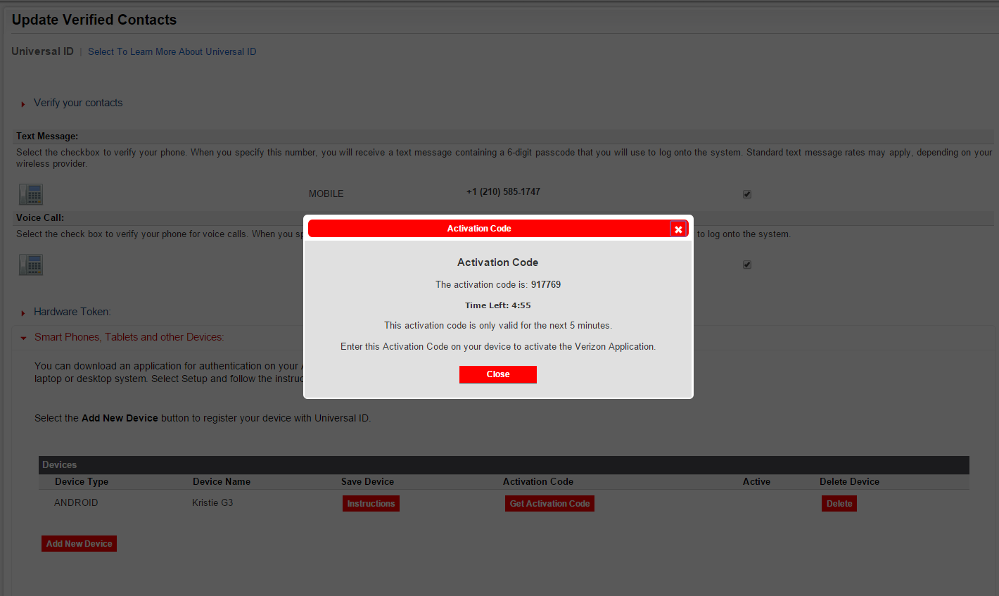 Update Verified Contacts
Universal ID | Select To Learn More About Universal ID
Verify your contacts
Text Message:
Select the checkbox to verify your phone. When you specify this number, you will receive a text message containing a 6-digit passcode that you will use to log onto the system. Standard text message rates may apply, depending on your
wireless provider.
MOBILE +1 (210) 585-1747
Voice Call:
Select the check box to verify your phone for voice calls. When you sp
to log onto the system.
Activation Code
Activation Code
The activation code is: 917769
Time Left: 4:55
This activation code is only valid for the next 5 minutes.
Enter this Activation Code on your device to activate the Verizon Application.
Close
Hardware Token:
Smart Phones, Tablets and other Devices:
You can download an application for authentication on your
laptop or desktop system. Select Setup and follow the instruc
Select the Add New Device button to register your device with Universal ID.
Devices
Device Type Device Name Save Device Activation Code Active Delete Device
ANDROID Kristie G3 Instructions Get Activation Code Delete
Add New Device